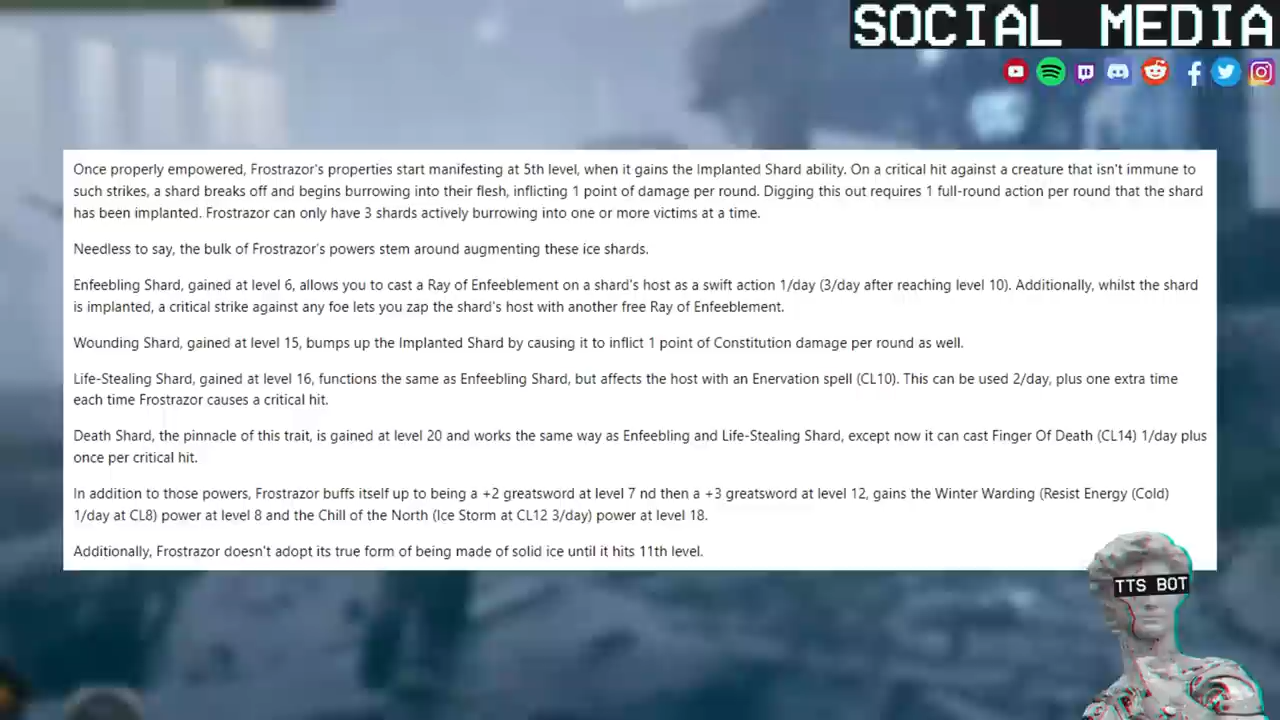 SOCIAL MEDIA
Once properly empowered, Frostrazor's properties start manifesting at 5th level, when it gains the Implanted Shard ability. On a critical hit against a creature that isn't immune to
such strikes, a shard breaks off and begins burrowing into their flesh, inflicting 1 point of damage per round. Digging this out requires 1 full-round action per round that the shard
has been implanted. Frostrazor can only have 3 shards actively burrowing into one or more victims at a time.
Needless to say, the bulk of Frostrazor's powers stem around augmenting these ice shards.
Enfeebling Shard, gained at level 6, allows you to cast a Ray of Enfeeblement on a shard's host as a swift action 1/day (3/day after reaching level 10). Additionally, whilst the shard
is implanted, a critical strike against any foe lets you zap the shard's host with another free Ray of Enfeeblement.
Wounding Shard, gained at level 15, bumps up the Implanted Shard by causing it to inflict 1 point of Constitution damage per round as well.
Life-Stealing Shard, gained at level 16, functions the same as Enfeebling Shard, but affects the host with an Enervation spell (CL10). This can be used 2/day, plus one extra time
each time Frostrazor causes a critical hit.
Death Shard, the pinnacle of this trait, is gained at level 20 and works the same way as Enfeebling and Life-Stealing Shard, except now it can cast Finger Of Death (CL14) 1/day plus
once per critical hit.
In addition to those powers, Frostrazor buffs itself up to being a +2 greatsword at level 7 nd then a +3 greatsword at level 12, gains the Winter Warding (Resist Energy (Cold)
1/day at CL8) power at level 8 and the Chill of the North (Ice Storm at CL12 3/day) power at level 18.
Additionally, Frostrazor doesn't adopt its true form of being made of solid ice until it hits 11th level.
TTS BOT